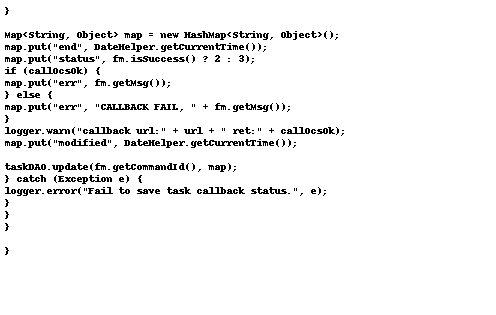 }
Map<String, Object> map = new HashMap<String, Object>();
map.put("end", DateHelper.getCurrentTime());
map.put("status", fm.isSuccess() ? 2 : 3);
if (callOcsOk) {
map.put("err", fm.getMsg());
} else {
map.put("err", "CALLBACK FAIL, " + fm.getMsg());
}
logger.warn("callback url:" + url + " ret:" + callOcsOk);
map.put("modified", DateHelper.getCurrentTime());
taskDAO.update(fm.getCommandId(), map);
} catch (Exception e) {
logger.error("Fail to save task callback status.", e);
}
}
}
}